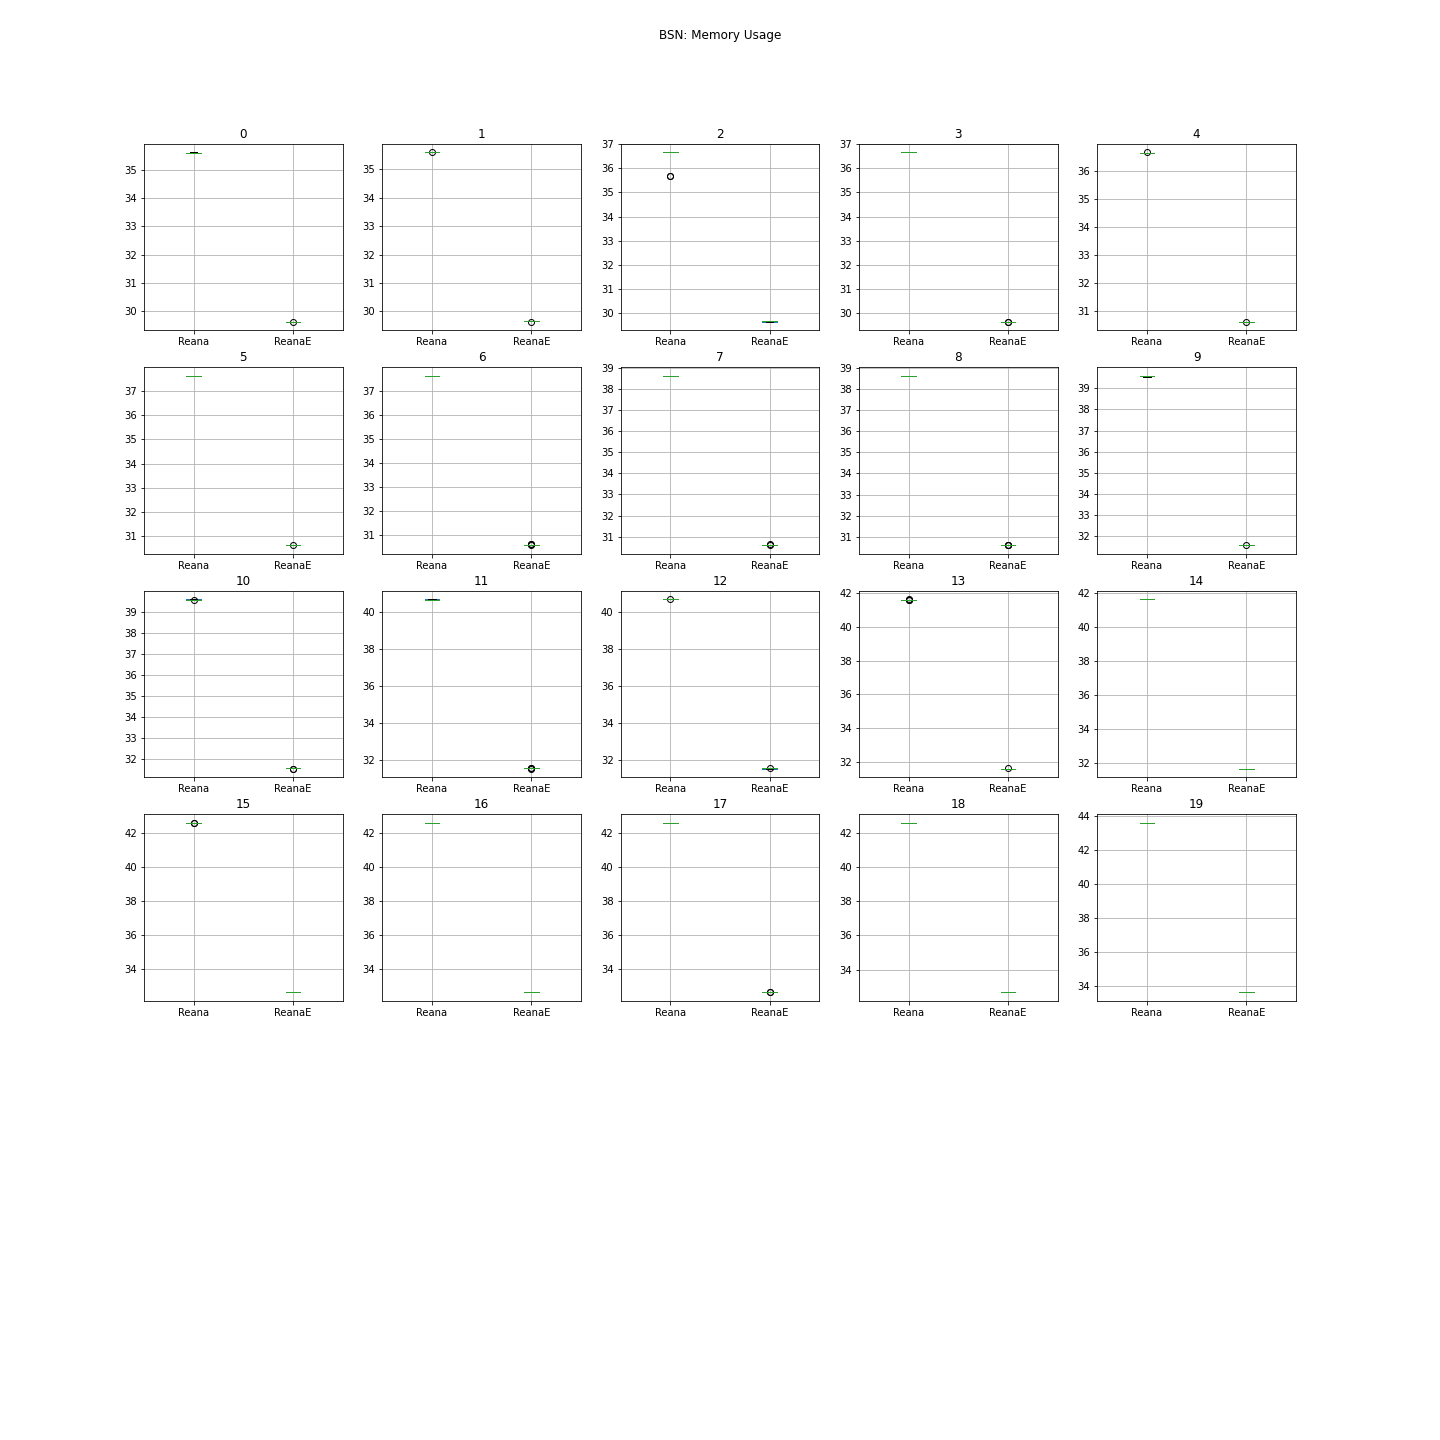 BSN: Memory Usage
0 1 2 3 4
35 34 33 32 31 30 Reana ReanaE
35 34 33 32 31 30 Reana ReanaE
37 36 35 34 33 32 31 30 Reana ReanaE
37 36 35 34 33 32 31 30 Reana ReanaE
36 35 34 33 32 31 Reana ReanaE
5 6 7 8 9
37 36 35 34 33 32 31 Reana ReanaE
37 36 35 34 33 32 31 Reana ReanaE
39 38 37 36 35 34 33 32 31 Reana ReanaE
39 38 37 36 35 34 33 32 31 Reana ReanaE
39 38 37 36 35 34 33 32 Reana ReanaE
10 11 12 13 14
39 38 37 36 35 34 33 32 Reana ReanaE
40 38 36 34 32 Reana ReanaE
40 38 36 34 32 Reana ReanaE
42 40 38 36 34 32 Reana ReanaE
42 40 38 36 34 32 Reana ReanaE
15 16 17 18 19
42 40 38 36 34 Reana ReanaE
42 40 38 36 34 Reana ReanaE
42 40 38 36 34 Reana ReanaE
42 40 38 36 34 Reana ReanaE
44 42 40 38 36 34 Reana ReanaE